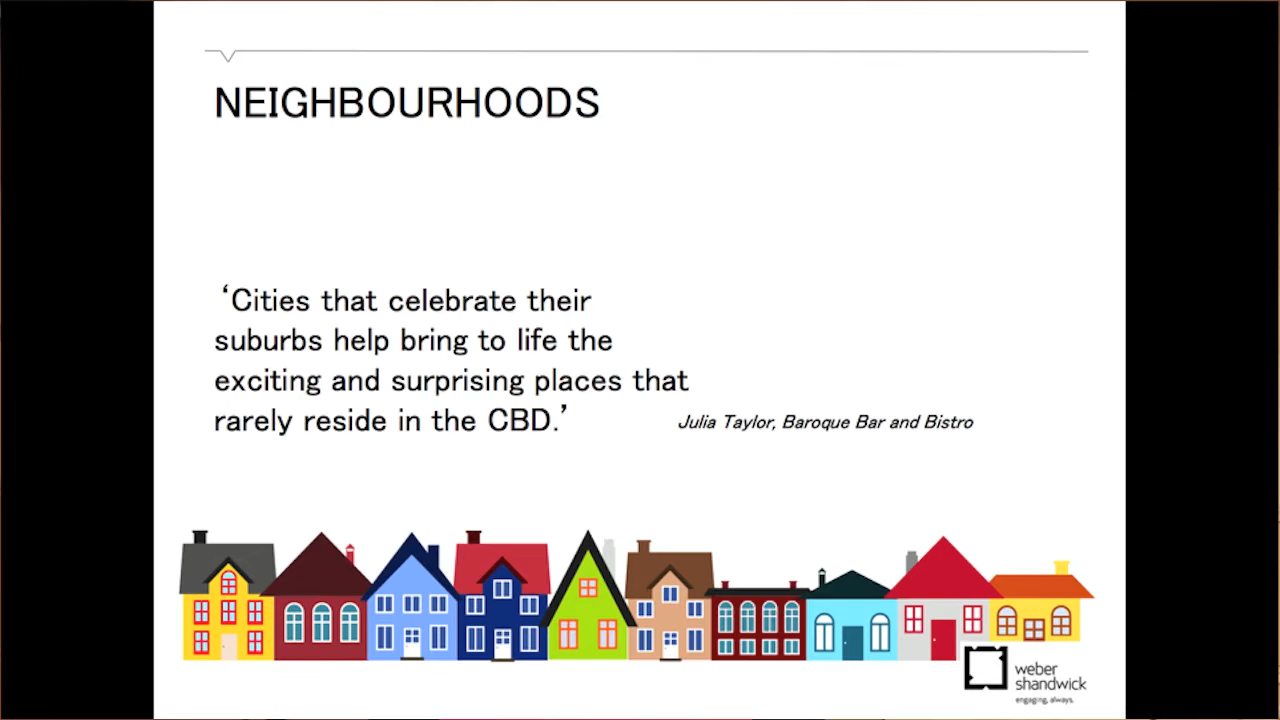 NEIGHBOURHOODS
‘Cities that celebrate their
suburbs help bring to life the
exciting and surprising places that
rarely reside in the CBD.’
Julia Taylor, Baroque Bar and Bistro
weber
shandwick
engaging, always.